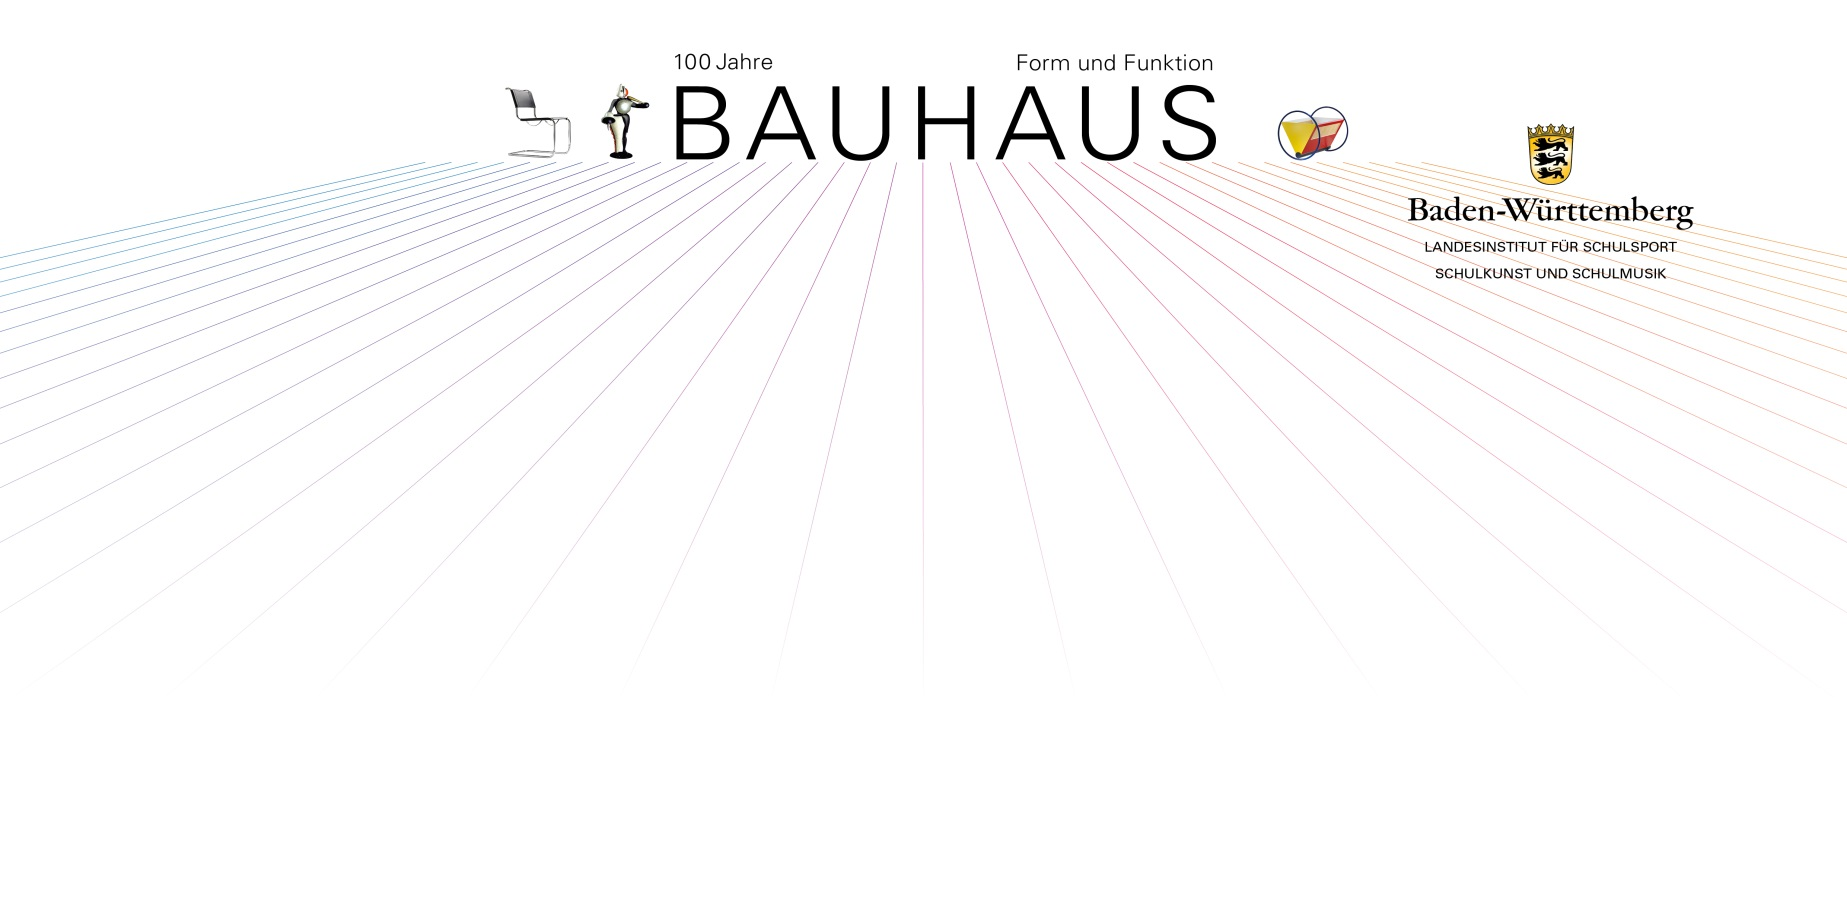 100 Jahre
Form und Funktion
BAUHAUS
Baden-Württemberg
LANDESINSTITUT FÜR SCHULSPORT
SCHULKUNST UND SCHULMUSIK